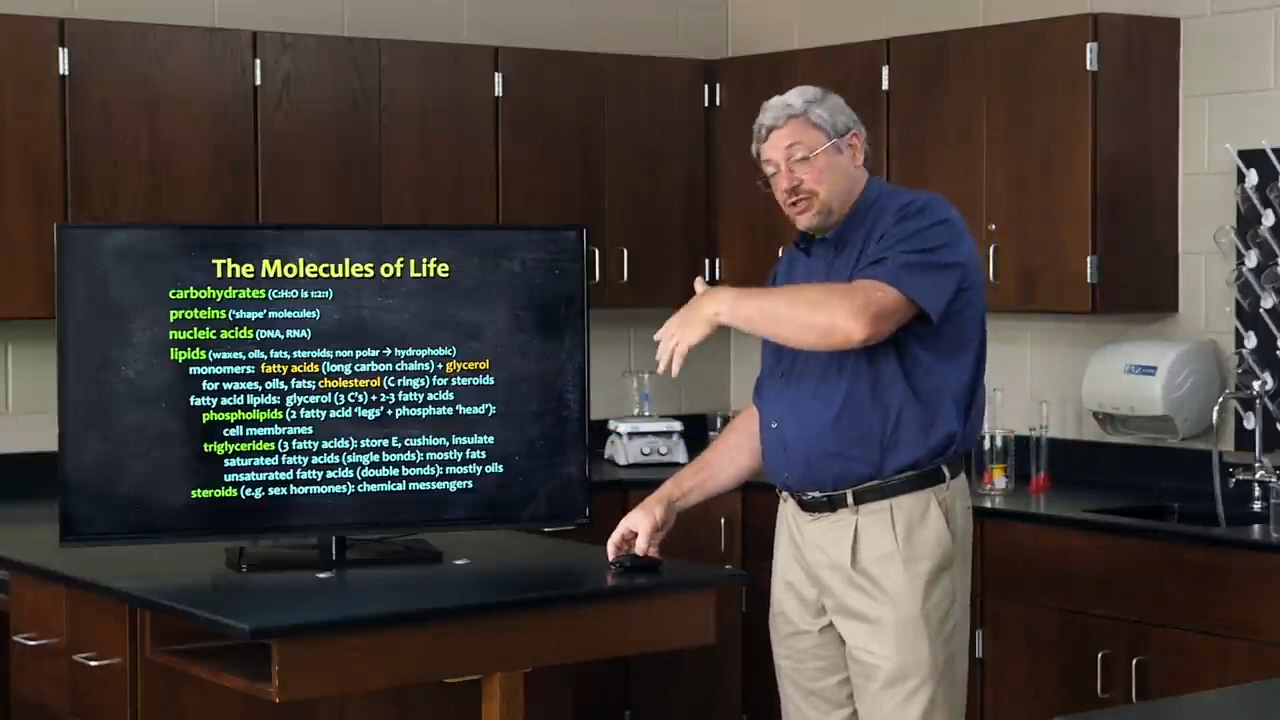 The Molecules of Life
carbohydrates (C:H:O is 1:2:1)
proteins ('shape' molecules)
nucleic acids (DNA, RNA)
lipids (waxes, oils, fats, steroids; non polar → hydrophobic)
monomers: fatty acids (long carbon chains) + glycerol
for waxes, oils, fats; cholesterol (C rings) for steroids
fatty acid lipids: glycerol (3 C's) + 2-3 fatty acids
phospholipids (2 fatty acid 'legs' + phosphate 'head'):
cell membranes
triglycerides (3 fatty acids): store E, cushion, insulate
saturated fatty acids (single bonds): mostly fats
unsaturated fatty acids (double bonds): mostly oils
steroids (e.g. sex hormones): chemical messengers